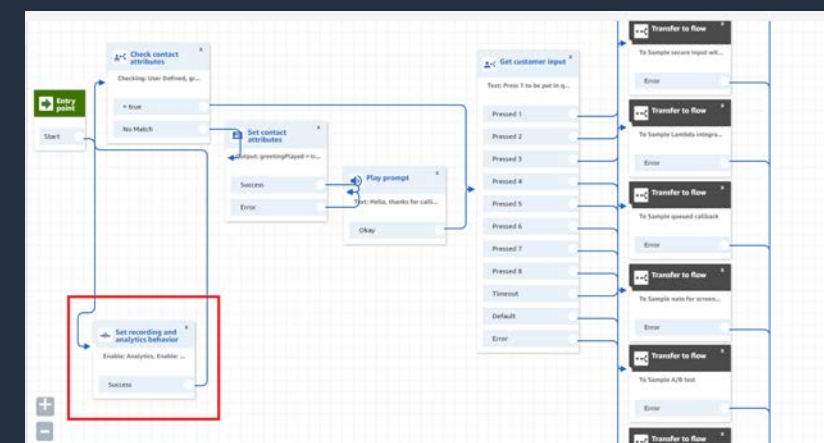 Entry
point
Start
Check contact
attributes
Checking: User Defined, gr...
= true
No Match
Set contact
attributes
Output: greetingPlayed = tr...
Success
Error
Play prompt
Text: Hello, thanks for calli...
Okay
Set recording and
analytics behavior
Enable: Analytics, Enable: ...
Success
Get customer input
Text: Press 1 to be put in q...
Pressed 1
Pressed 2
Pressed 3
Pressed 4
Pressed 5
Pressed 6
Pressed 7
Pressed 8
Timeout
Default
Error
Transfer to flow
To Sample secure input wit...
Error
Transfer to flow
To Sample Lambda integra...
Error
Transfer to flow
To Sample queued callback
Error
Transfer to flow
To Sample note for screen...
Error
Transfer to flow
To Sample A/B test
Error
Transfer to flow